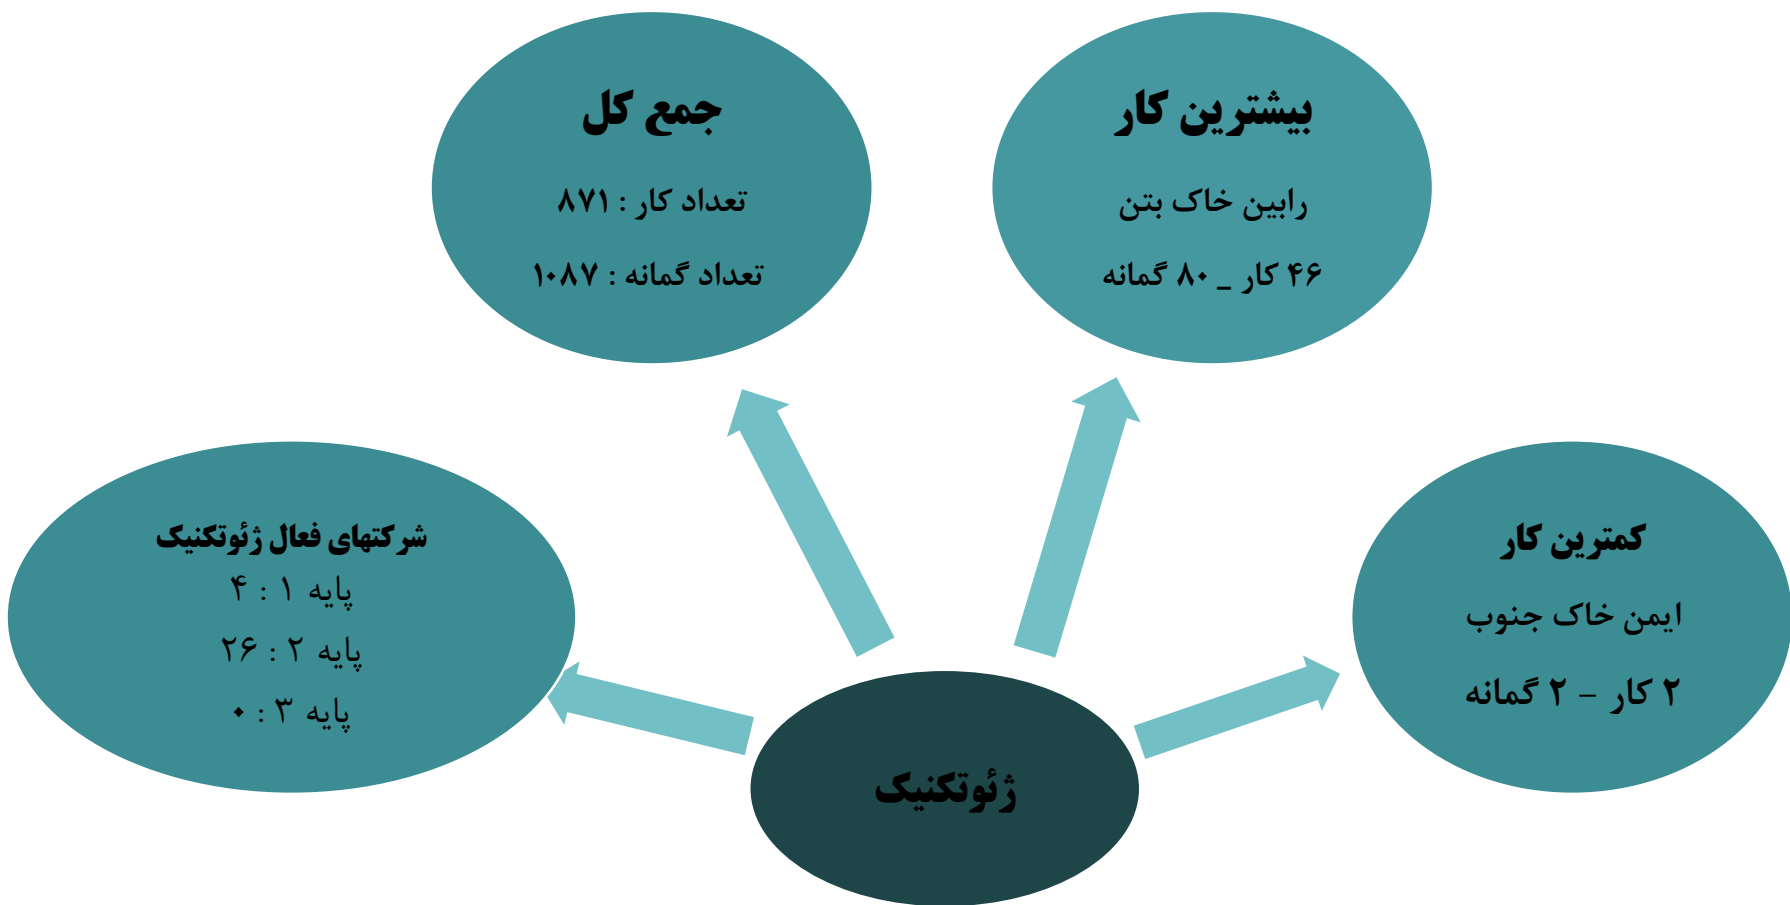 بیشترین کار
رابین خاک بتن
۴۶ کار _ ۸۰ گمانه
جمع کل
تعداد کار : ۸۷۱
تعداد گمانه : ۱۰۸۷
کمترین کار
ایمن خاک جنوب
۲ کار – ۲ گمانه
شرکتهای فعال ژئوتکنیک
پایه ۱ : ۴
پایه ۲ : ۲۶
پایه ۳ : ۰
ژئوتکنیک